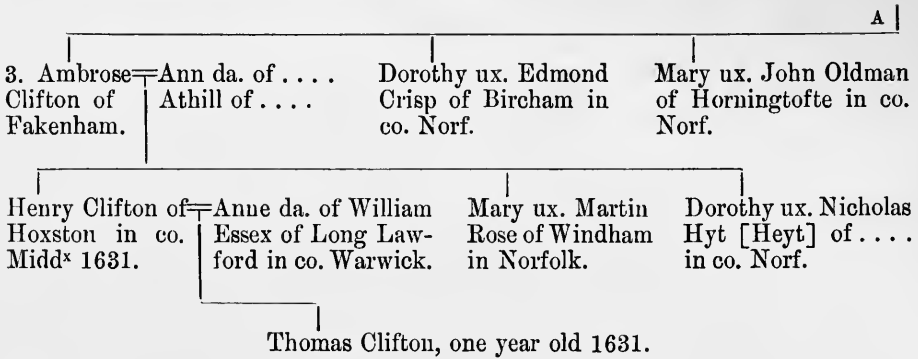 A
3. Ambrose=Ann da. of . . . .
Clifton of Athill of . . . .
Fakenham.
Dorothy ux. Edmond
Crisp of Bircham in
co. Norf.
Mary ux. John Oldman
of Horningtofte in co.
Norf.
Henry Clifton of=Anne da. of William
Hoxston in co. Essex of Long Law-
Middˣ 1631. ford in co. Warwick.
Mary ux. Martin
Rose of Windham
in Norfolk.
Dorothy ux. Nicholas
Hyt [Heyt] of . . . .
in co. Norf.
Thomas Clifton, one year old 1631.